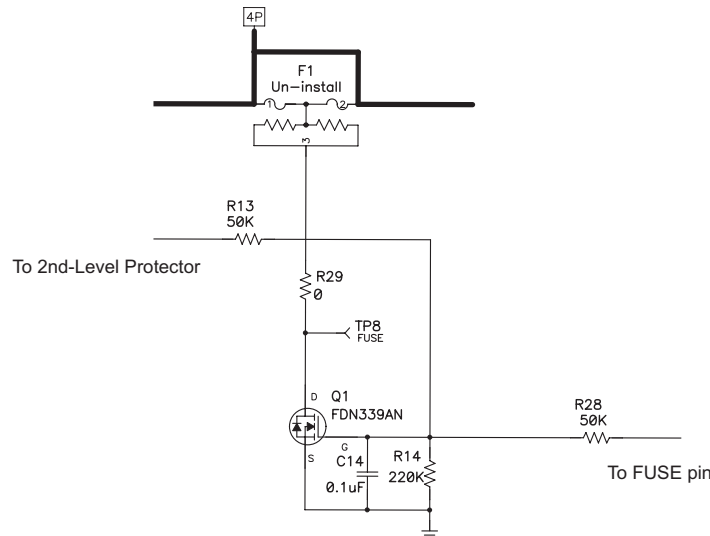 4P
F1
Un-install
1
2
3
R13
50K
To 2nd-Level Protector
R29
0
TP8
FUSE
D
Q1
FDN339AN
G
S
C14
0.1uF
R14
220K
R28
50K
To FUSE pin